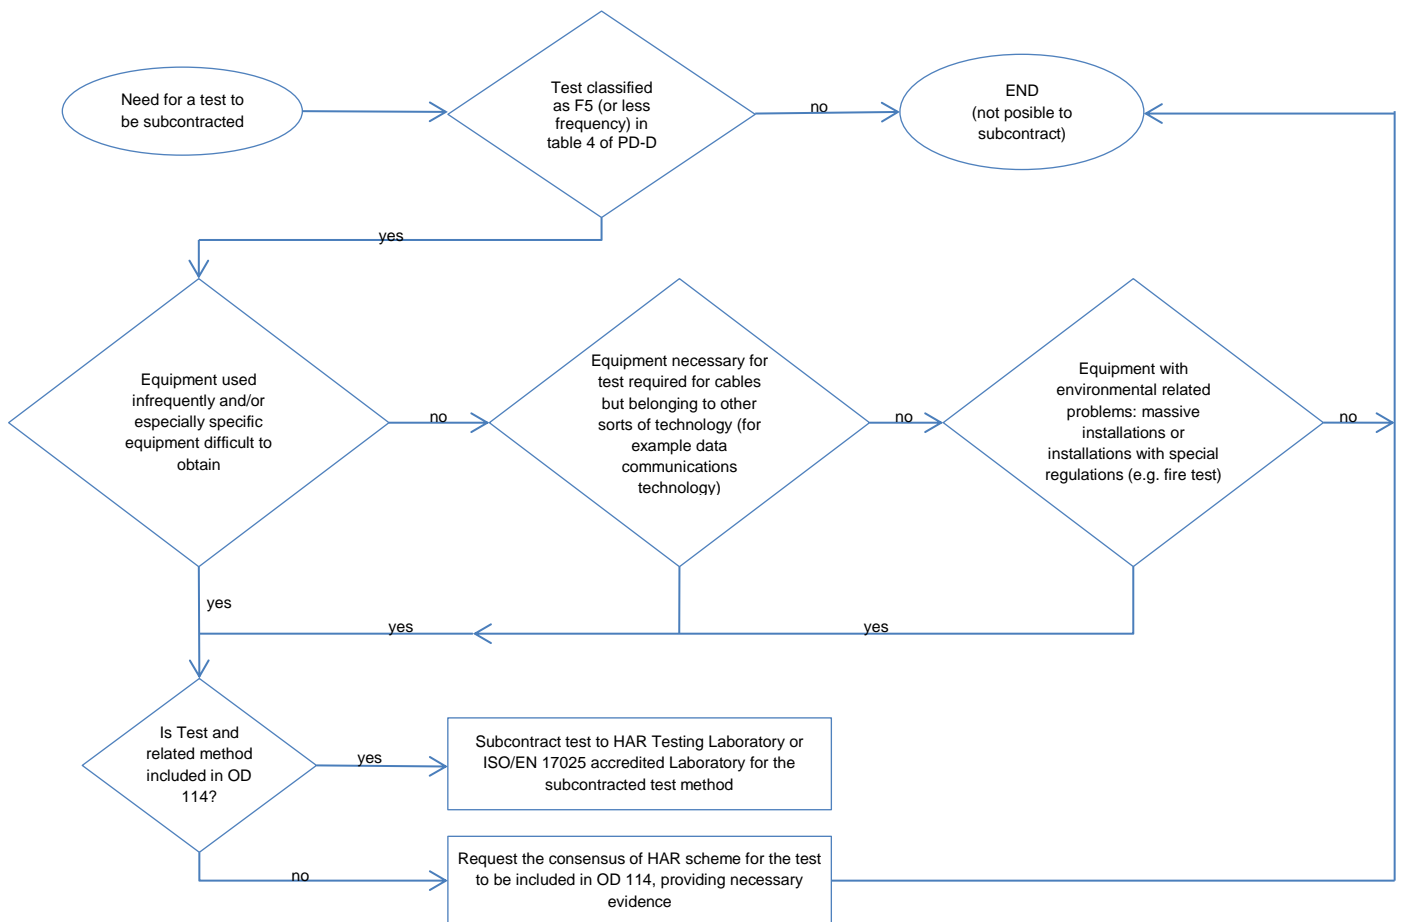 Need for a test to
be subcontracted
Test classified
as F5 (or less
frequency) in
table 4 of PD-D
no
END
(not posible to
subcontract)
yes
Equipment used
infrequently and/or
especially specific
equipment difficult to
obtain
no
Equipment necessary for
test required for cables
but belonging to other
sorts of technology (for
example data
communications
technology)
no
Equipment with
environmental related
problems: massive
installations or
installations with special
regulations (e.g. fire test)
no
yes
yes
yes
Is Test and
related method
included in OD
114?
yes
Subcontract test to HAR Testing Laboratory or
ISO/EN 17025 accredited Laboratory for the
subcontracted test method
no
Request the consensus of HAR scheme for the test
to be included in OD 114, providing necessary
evidence